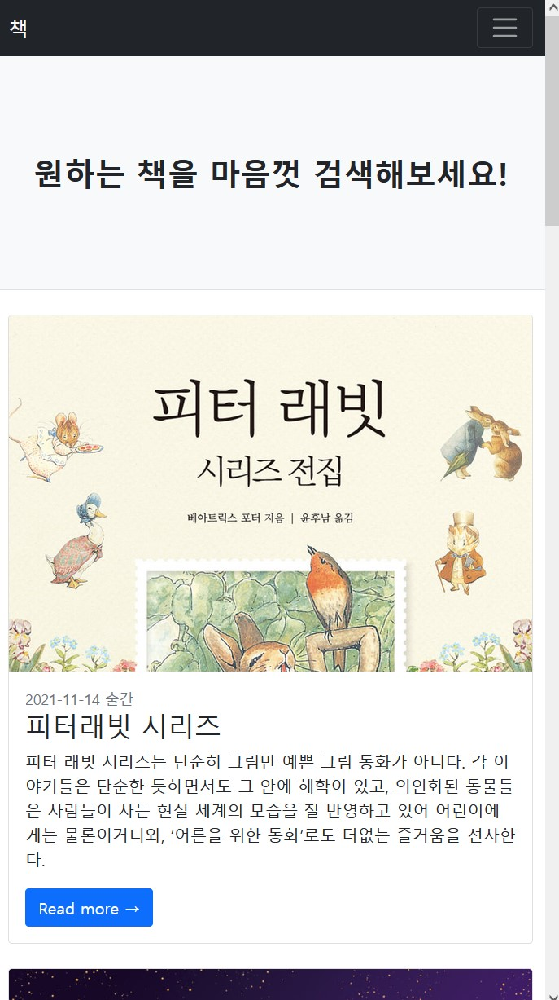 책
원하는 책을 마음껏 검색해보세요!
피터 래빗
시리즈 전집
베아트릭스 포터 지음 | 윤후남 옮김
2021-11-14 출간
피터래빗 시리즈
피터 래빗 시리즈는 단순히 그림만 예쁜 그림 동화가 아니다. 각 이
야기들은 단순한 듯하면서도 그 안에 해학이 있고, 의인화된 동물들
은 사람들이 사는 현실 세계의 모습을 잘 반영하고 있어 어린이에
게는 물론이거니와, ‘어른을 위한 동화’로도 더없는 즐거움을 선사한
다.
Read more →